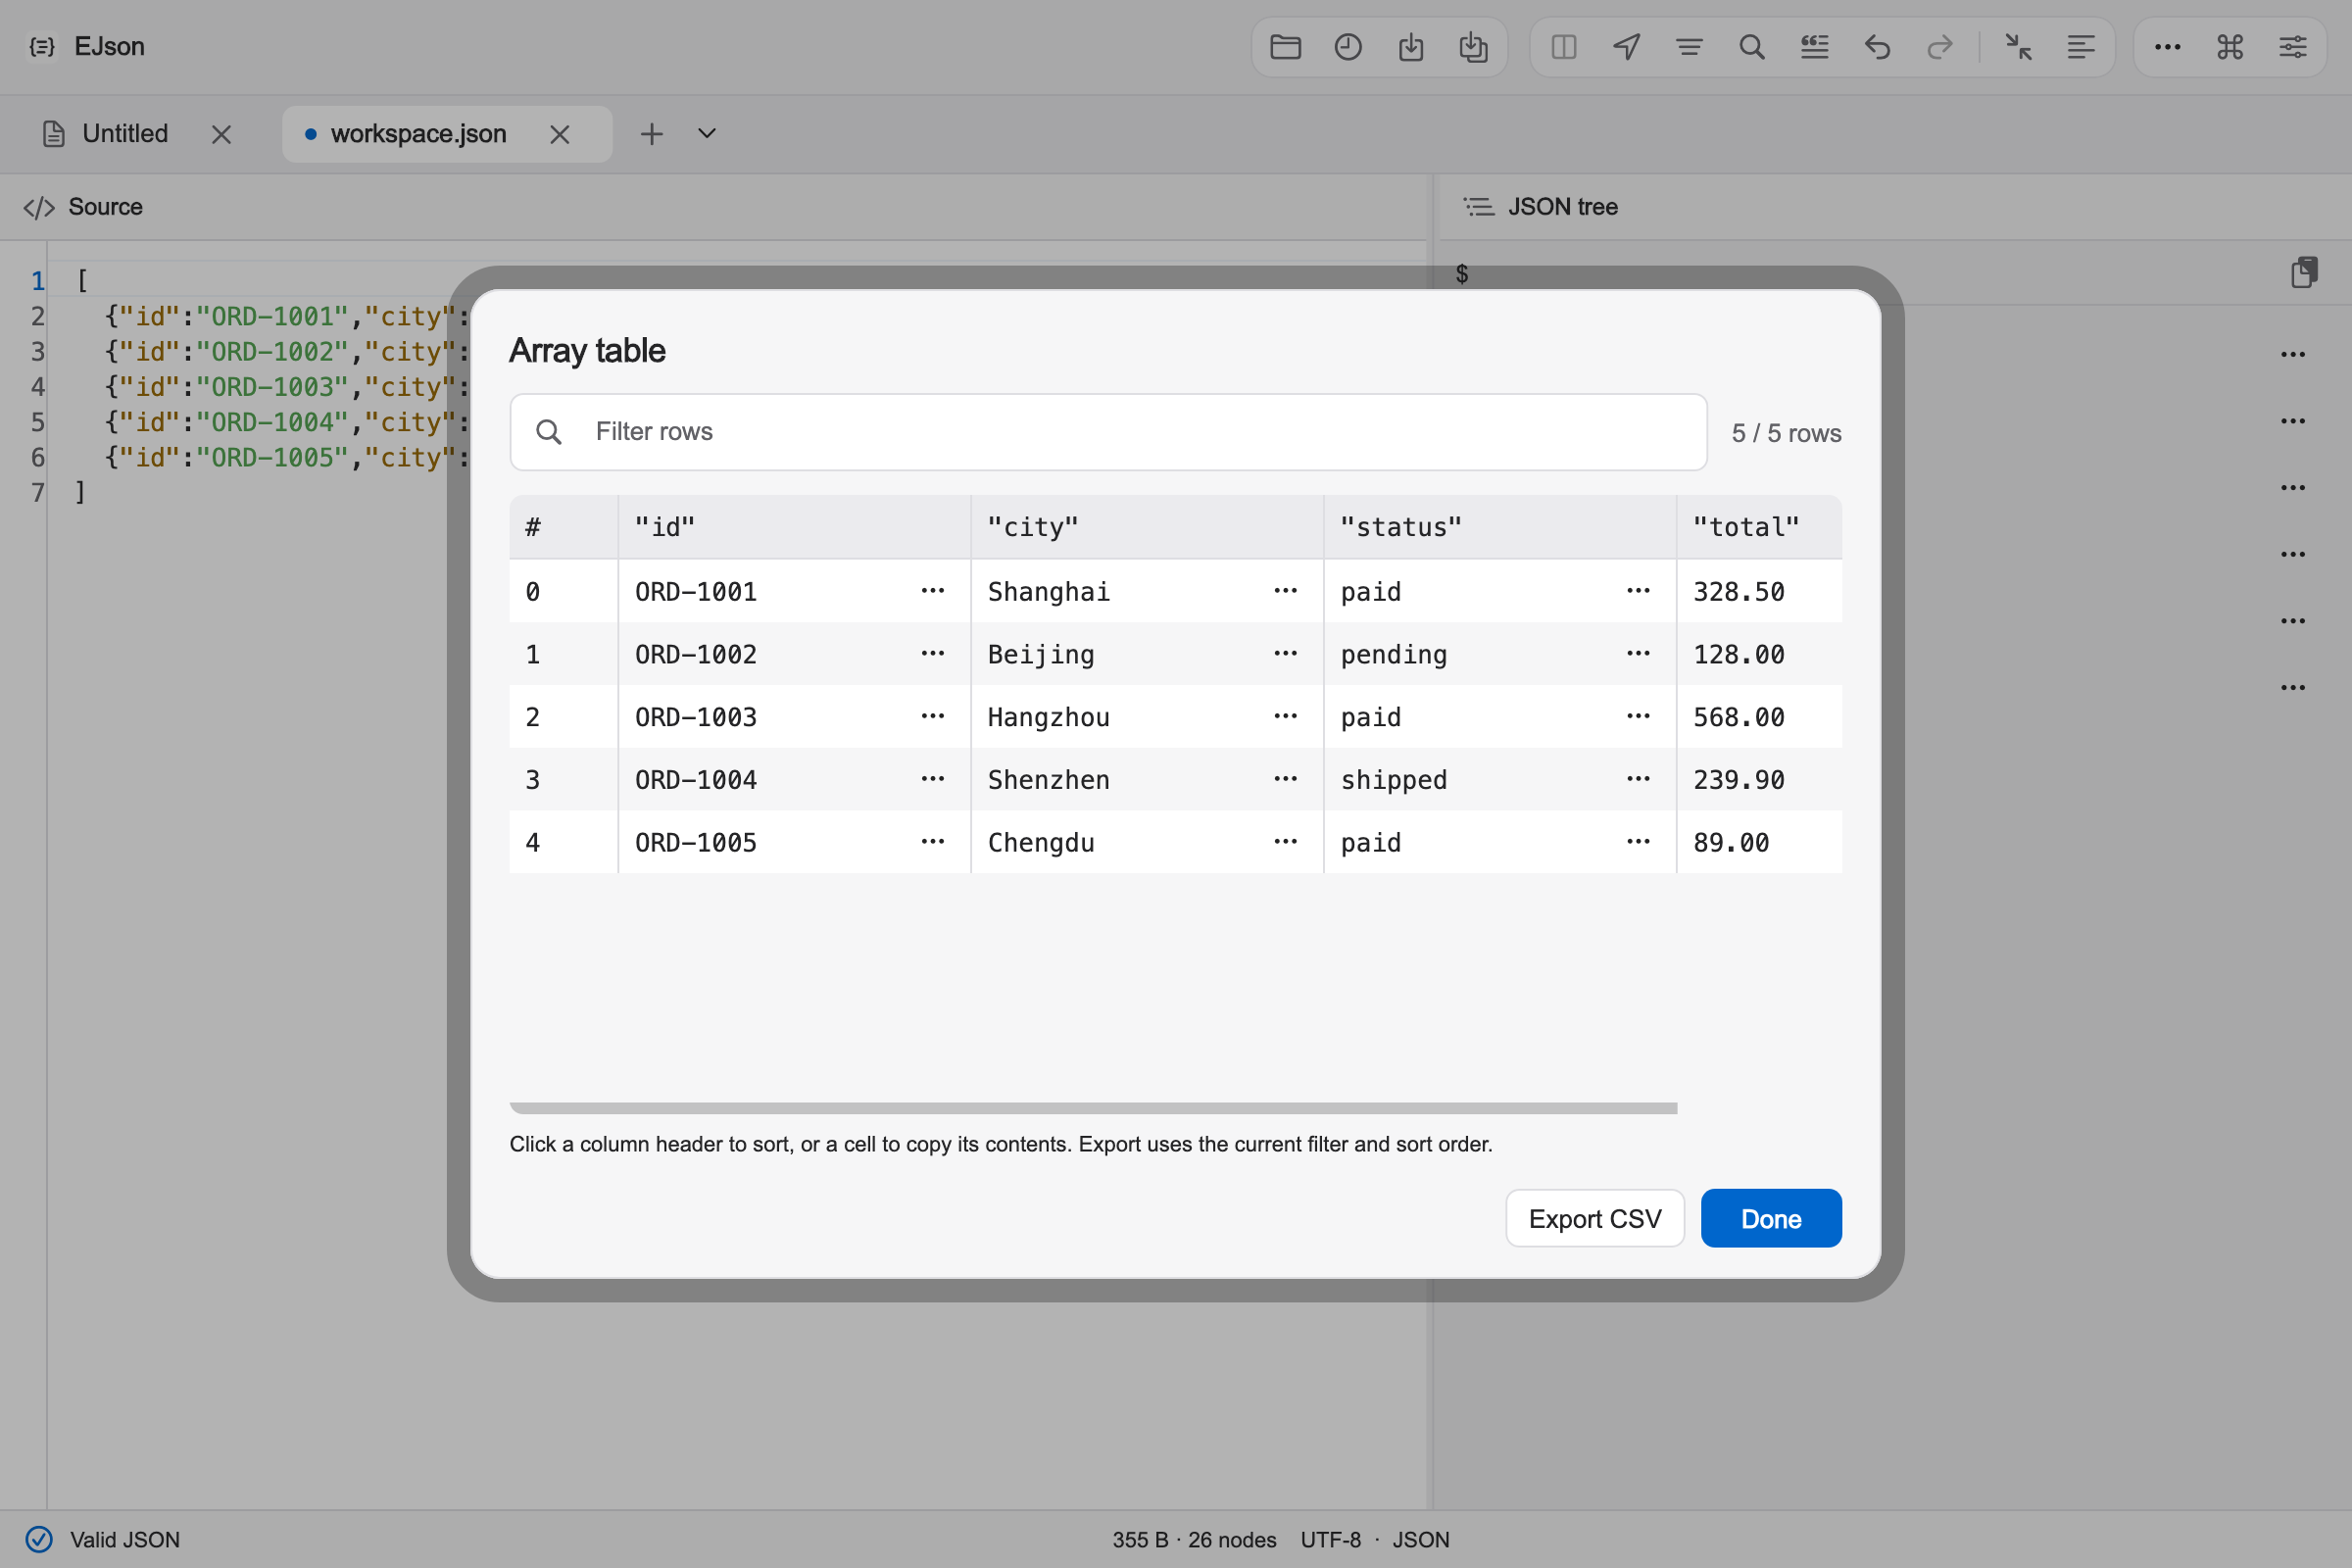 EJson
Untitled
workspace.json
Source
JSON tree
$
1 [
2 {"id":"ORD-1001","city":
3 {"id":"ORD-1002","city":
4 {"id":"ORD-1003","city":
5 {"id":"ORD-1004","city":
6 {"id":"ORD-1005","city":
7 ]
Array table
Filter rows
5 / 5 rows
# "id" "city" "status" "total"
0 ORD-1001 ••• Shanghai ••• paid ••• 328.50
1 ORD-1002 ••• Beijing ••• pending ••• 128.00
2 ORD-1003 ••• Hangzhou ••• paid ••• 568.00
3 ORD-1004 ••• Shenzhen ••• shipped ••• 239.90
4 ORD-1005 ••• Chengdu ••• paid ••• 89.00
Click a column header to sort, or a cell to copy its contents. Export uses the current filter and sort order.
Export CSV
Done
Valid JSON
355 B · 26 nodes UTF-8 · JSON